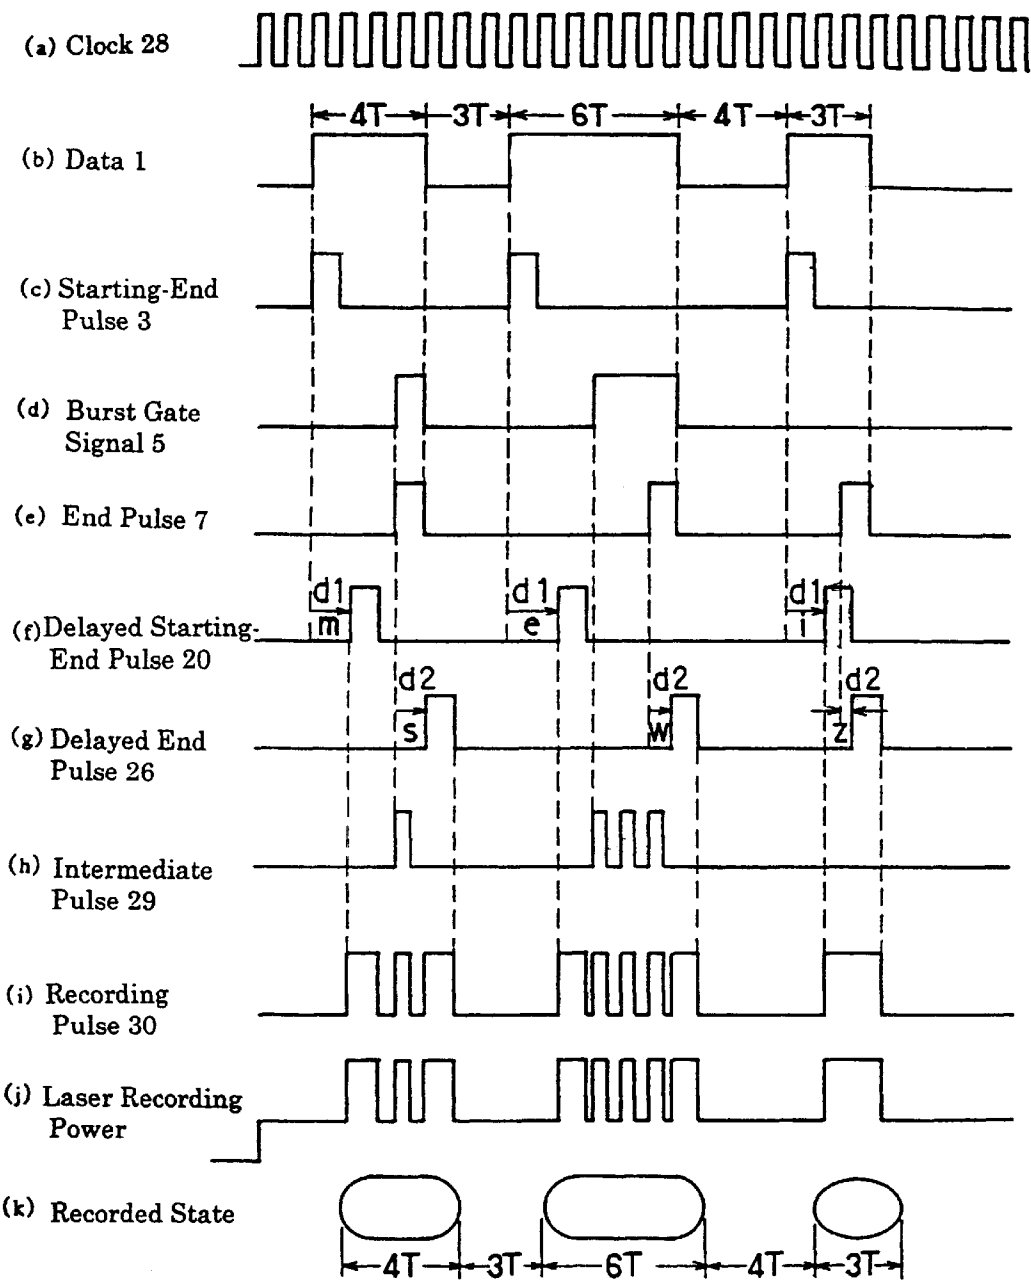 (a) Clock 28
4T 3T 6T 4T 3T
(b) Data 1
(c) Starting-End
Pulse 3
(d) Burst Gate
Signal 5
(e) End Pulse 7
d1 d1 d1
m e i
(f) Delayed Starting-
End Pulse 20
d2 d2 d2
s w z
(g) Delayed End
Pulse 26
(h) Intermediate
Pulse 29
(i) Recording
Pulse 30
(j) Laser Recording
Power
(k) Recorded State
4T 3T 6T 4T 3T